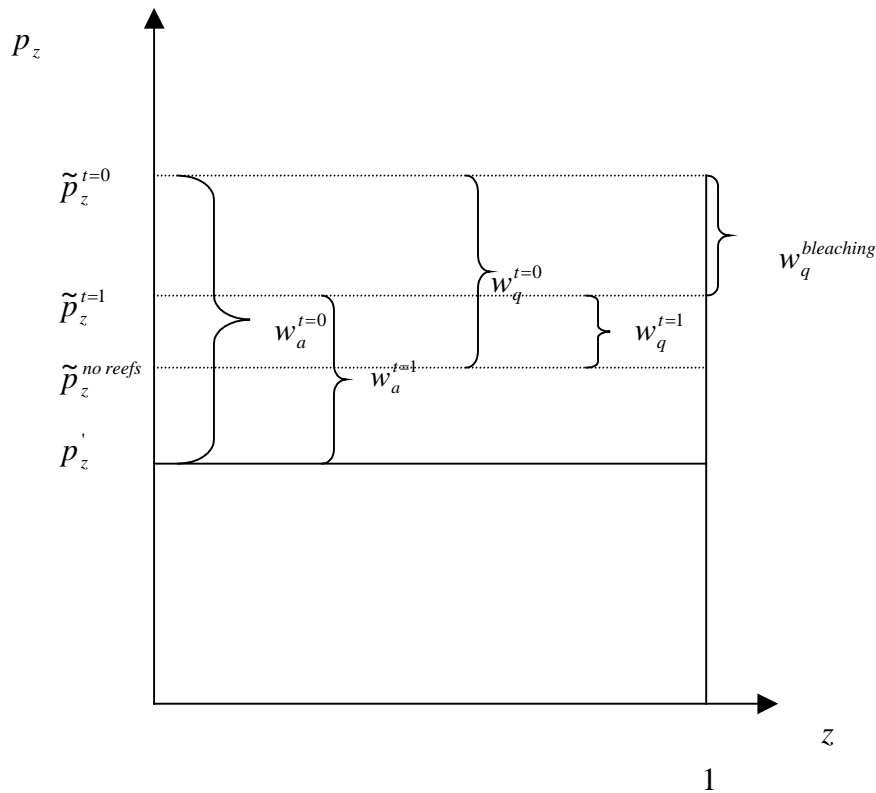 p_z
p̃_z^{t=0}
w_q^{bleaching}
w_q^{t=0}
p̃_z^{t=1}
w_a^{t=0}
w_q^{t=1}
p̃_z^{no reefs}
w_a^{t=1}
p_z^'
z
1